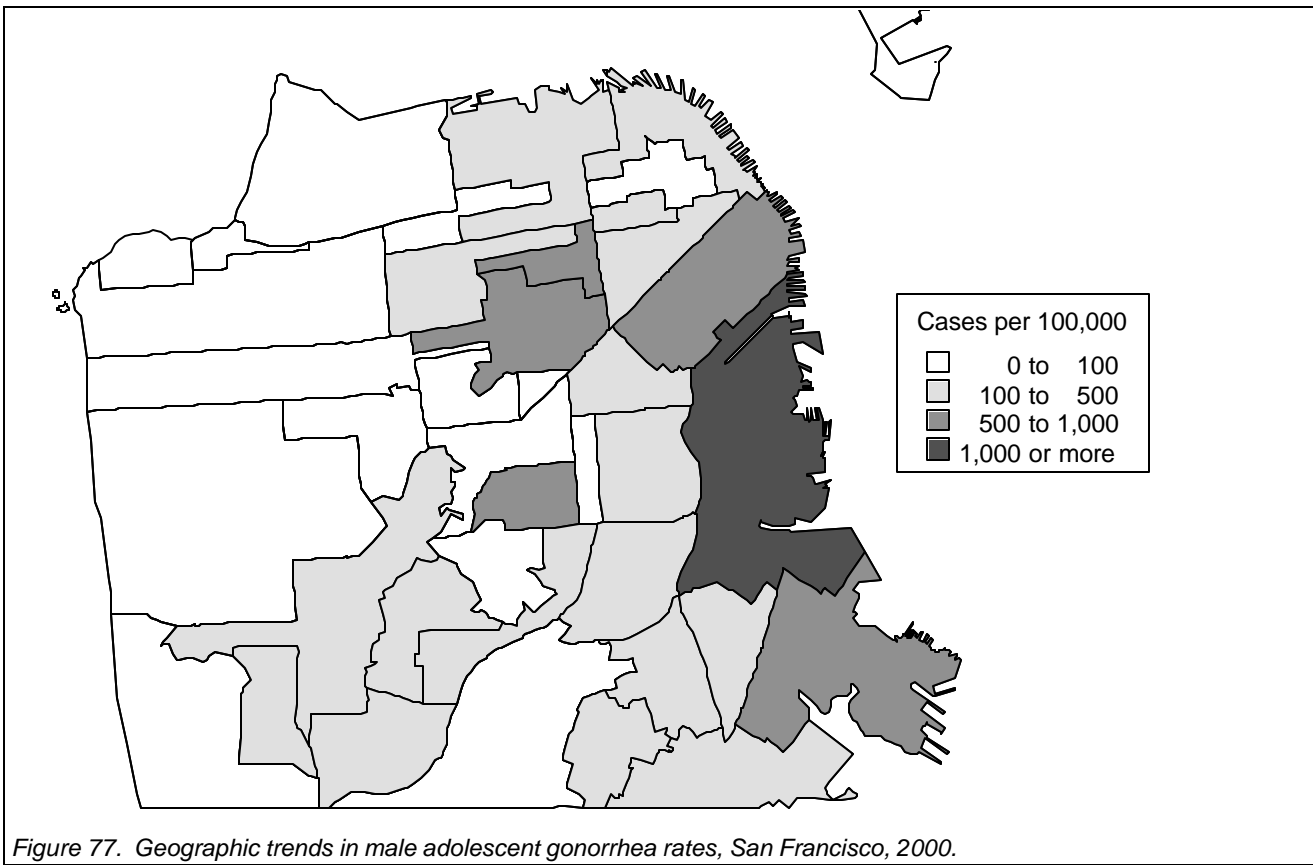 Cases per 100,000
0 to 100
100 to 500
500 to 1,000
1,000 or more
Figure 77. Geographic trends in male adolescent gonorrhea rates, San Francisco, 2000.